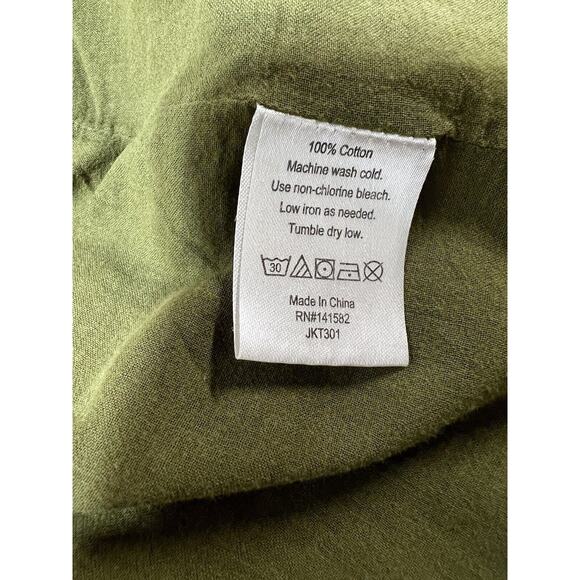 100% Cotton
Machine wash cold.
Use non-chlorine bleach.
Low iron as needed.
Tumble dry low.
30
Made In China
RN#141582
JKT301